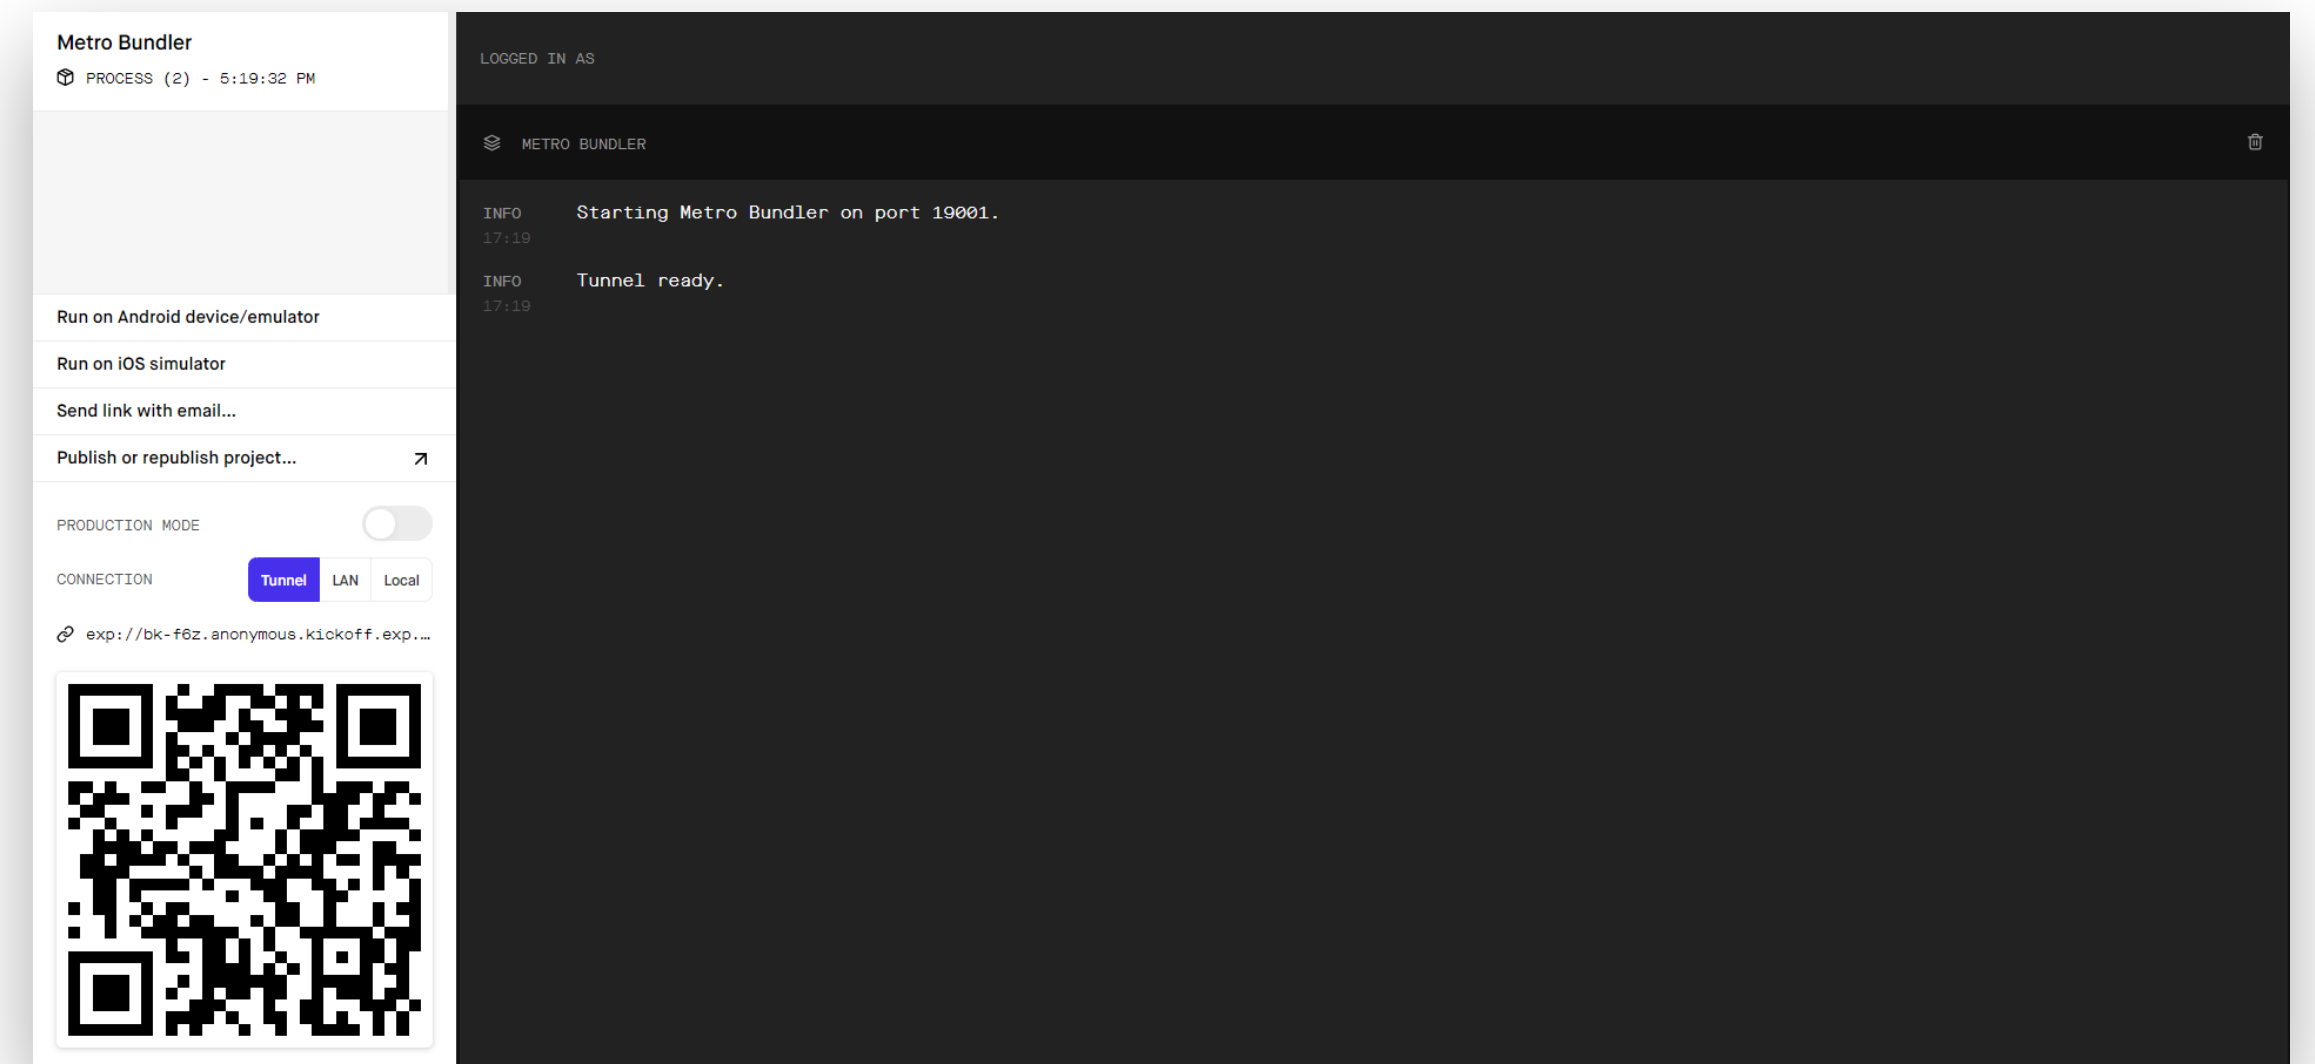 Metro Bundler
PROCESS (2) - 5:19:32 PM
Run on Android device/emulator
Run on iOS simulator
Send link with email...
Publish or republish project...
PRODUCTION MODE
CONNECTION Tunnel LAN Local
exp://bk-f6z.anonymous.kickoff.exp.…
LOGGED IN AS
METRO BUNDLER
INFO Starting Metro Bundler on port 19001.
17:19
INFO Tunnel ready.
17:19